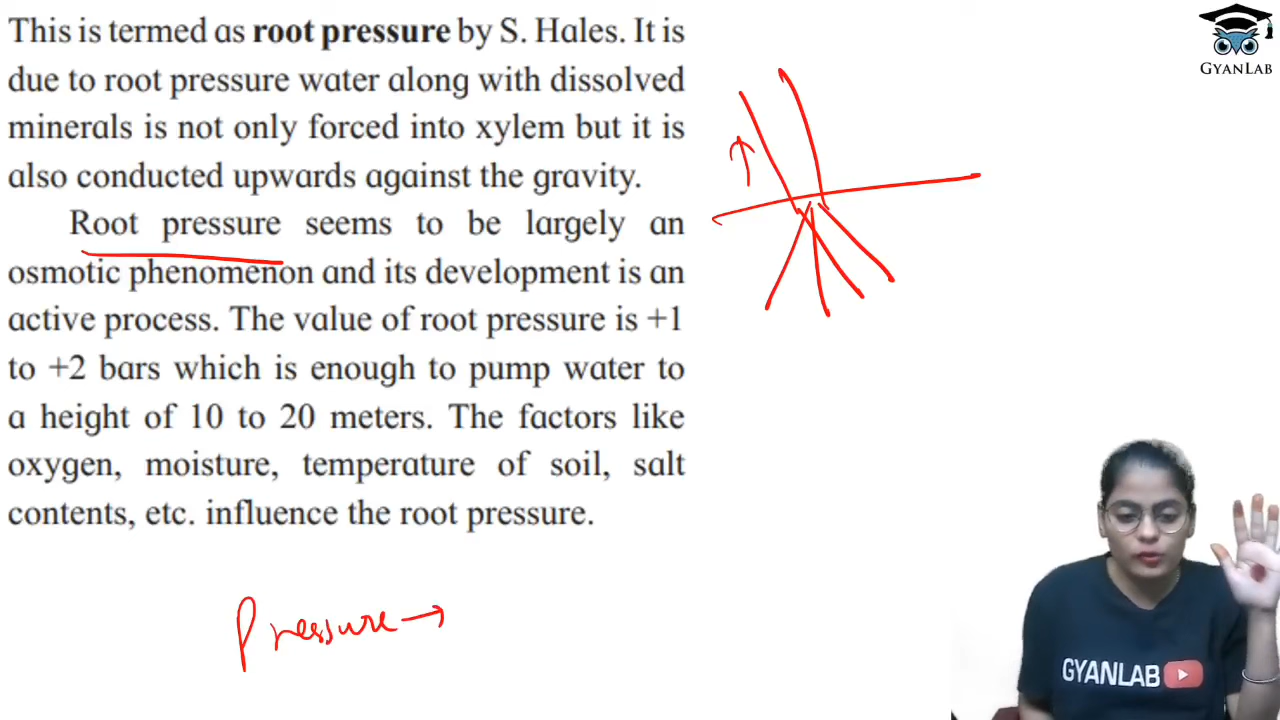 This is termed as root pressure by S. Hales. It is
due to root pressure water along with dissolved
minerals is not only forced into xylem but it is
also conducted upwards against the gravity.
Root pressure seems to be largely an
osmotic phenomenon and its development is an
active process. The value of root pressure is +1
to +2 bars which is enough to pump water to
a height of 10 to 20 meters. The factors like
oxygen, moisture, temperature of soil, salt
contents, etc. influence the root pressure.
Pressure →
GYANLAB
GYANLAB